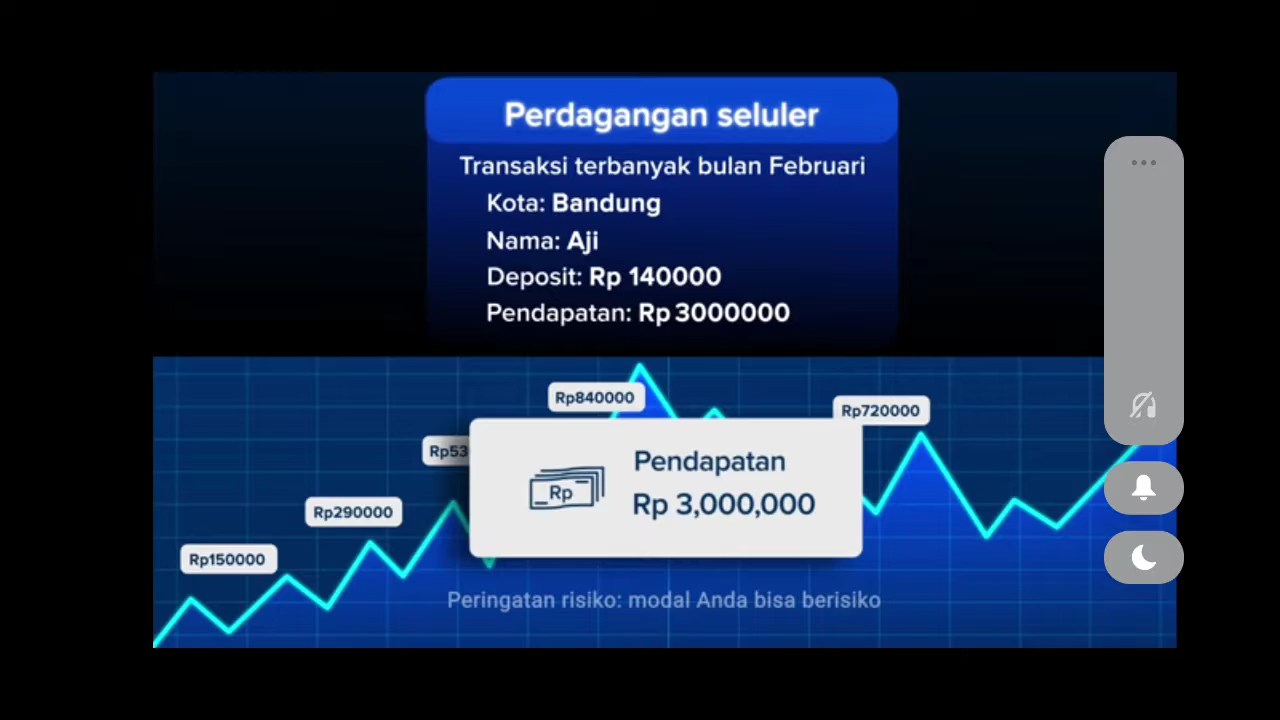 Perdagangan seluler
Transaksi terbanyak bulan Februari
Kota: Bandung
Nama: Aji
Deposit: Rp 140000
Pendapatan: Rp 3000000
Rp840000
Rp720000
Rp53
Pendapatan
Rp
Rp 3,000,000
Rp290000
Rp150000
Peringatan risiko: modal Anda bisa berisiko